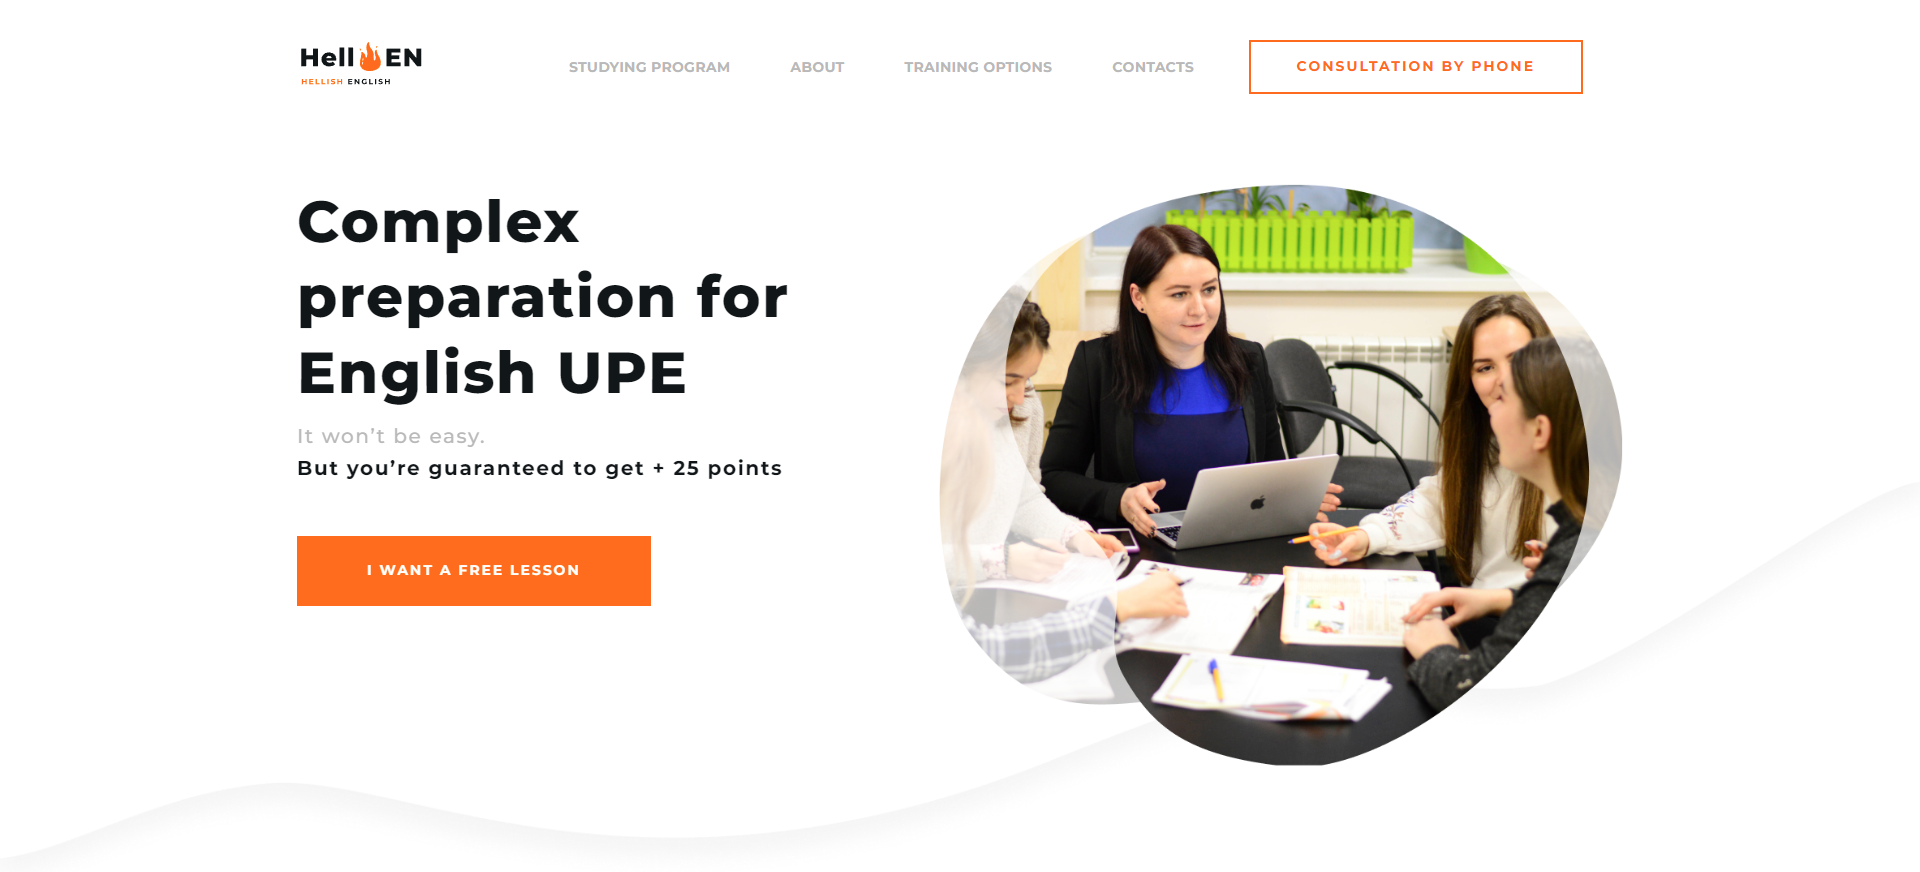 Hell EN
HELLISH ENGLISH
STUDYING PROGRAM
ABOUT
TRAINING OPTIONS
CONTACTS
CONSULTATION BY PHONE
Complex
preparation for
English UPE
It won’t be easy.
But you’re guaranteed to get + 25 points
I WANT A FREE LESSON